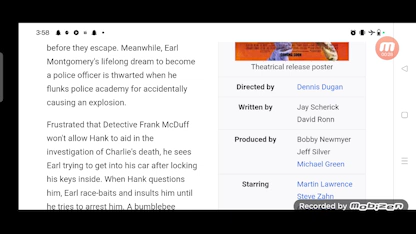 3:58
before they escape. Meanwhile, Earl
Montgomery's lifelong dream to become
a police officer is thwarted when he
flunks police academy for accidentally
causing an explosion.
Frustrated that Detective Frank McDuff
won't allow Hank to aid in the
investigation of Charlie's death, he sees
Earl trying to get into his car after locking
his keys inside. When Hank questions
him, Earl race-baits and insults him until
he tries to arrest him. A bumblebee
Theatrical release poster
Directed by Dennis Dugan
Written by Jay Scherick
David Ronn
Produced by Bobby Newmyer
Jeff Silver
Michael Green
Starring Martin Lawrence
Steve Zahn
Recorded by MOBIZEN